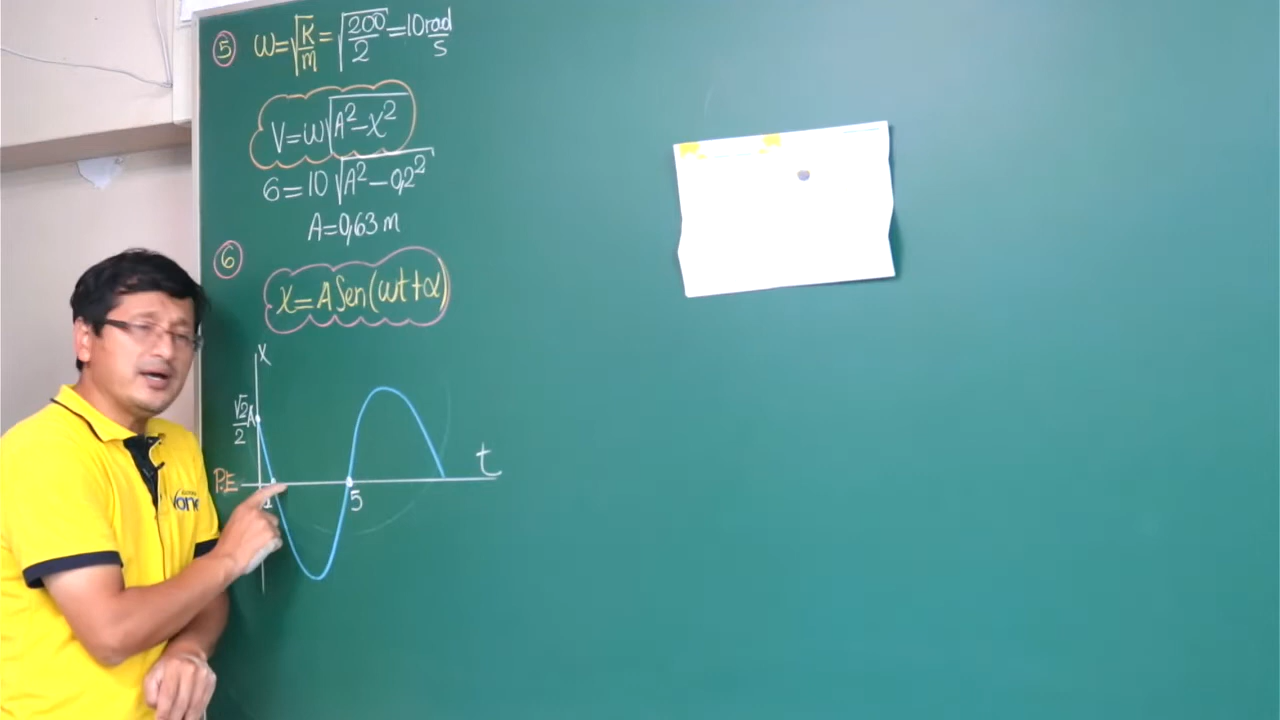 5 ω=√K/m=√200/2=10 rad/s
V=ω√A²-X²
6=10√A²-0,2²
A=0,63 m
6
X=A Sen(ωt+α)
X
√2/2 A
P.E
t
1
5
Vone